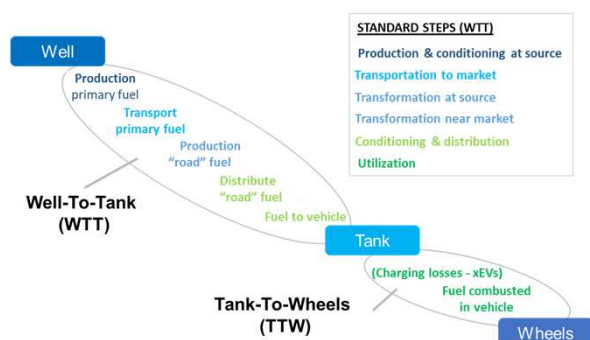 Well
Production
primary fuel
Transport
primary fuel
Production
“road” fuel
Distribute
“road” fuel
Fuel to vehicle
Well-To-Tank
(WTT)
Tank
(Charging losses - xEVs)
Fuel combusted
in vehicle
Tank-To-Wheels
(TTW)
Wheels
STANDARD STEPS (WTT)
Production & conditioning at source
Transportation to market
Transformation at source
Transformation near market
Conditioning & distribution
Utilization